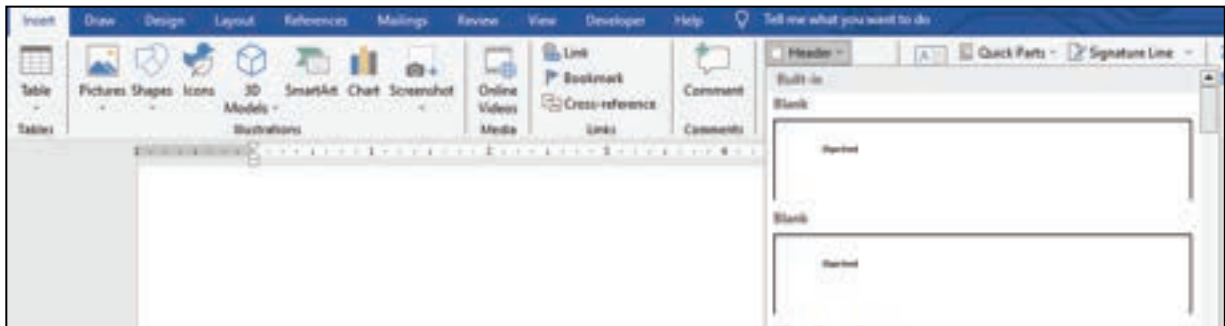 Insert Draw Design Layout References Mailings Review View Developer Help Tell me what you want to do
Table
Pictures Shapes Icons 3D Models SmartArt Chart Screenshot
Online Videos
Link
Bookmark
Cross-reference
Comment
Header
Quick Parts
Signature Line
Tables Illustrations Media Links Comments
Built-in
Blank
Blank